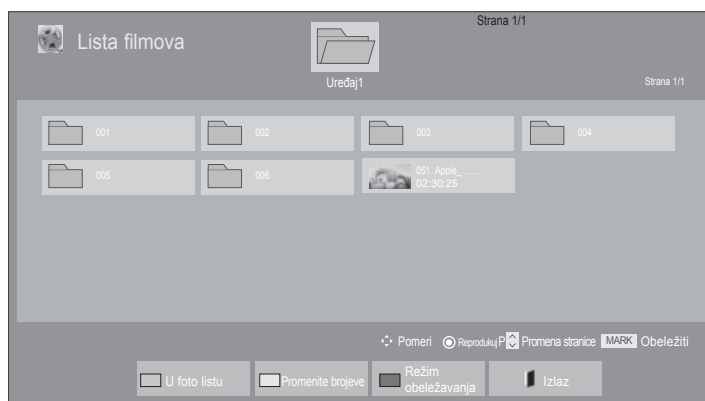 Strana 1/1
Lista filmova
Uređaj1
Strana 1/1
001
002
003
004
005
006
051. Apple_ ......
02:30:25
Pomeri
Reprodukuj
P
Promena stranice
MARK
Obeležiti
U foto listu
Promenite brojeve
Režim
obeležavanja
Izlaz